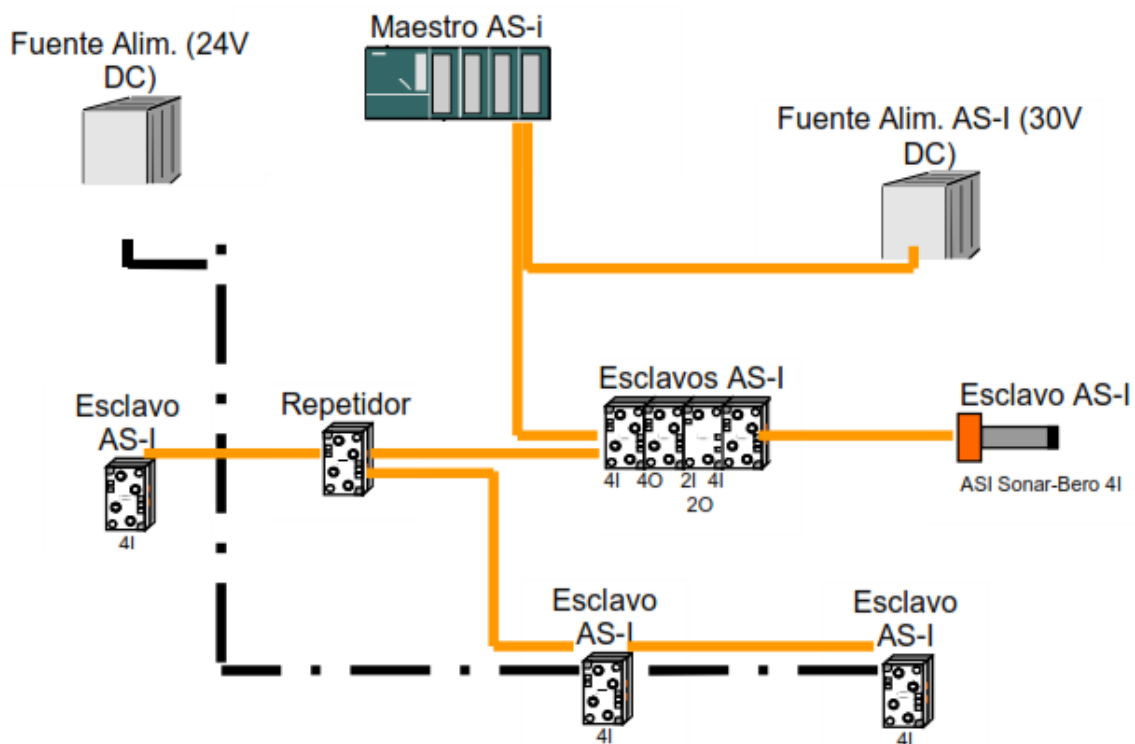 Fuente Alim. (24V
DC)
Maestro AS-i
Fuente Alim. AS-I (30V
DC)
Esclavo
AS-I
4I
Repetidor
Esclavos AS-I
4I 4O 2I 4I
2O
Esclavo AS-I
ASI Sonar-Bero 4I
Esclavo
AS-I
4I
Esclavo
AS-I
4I